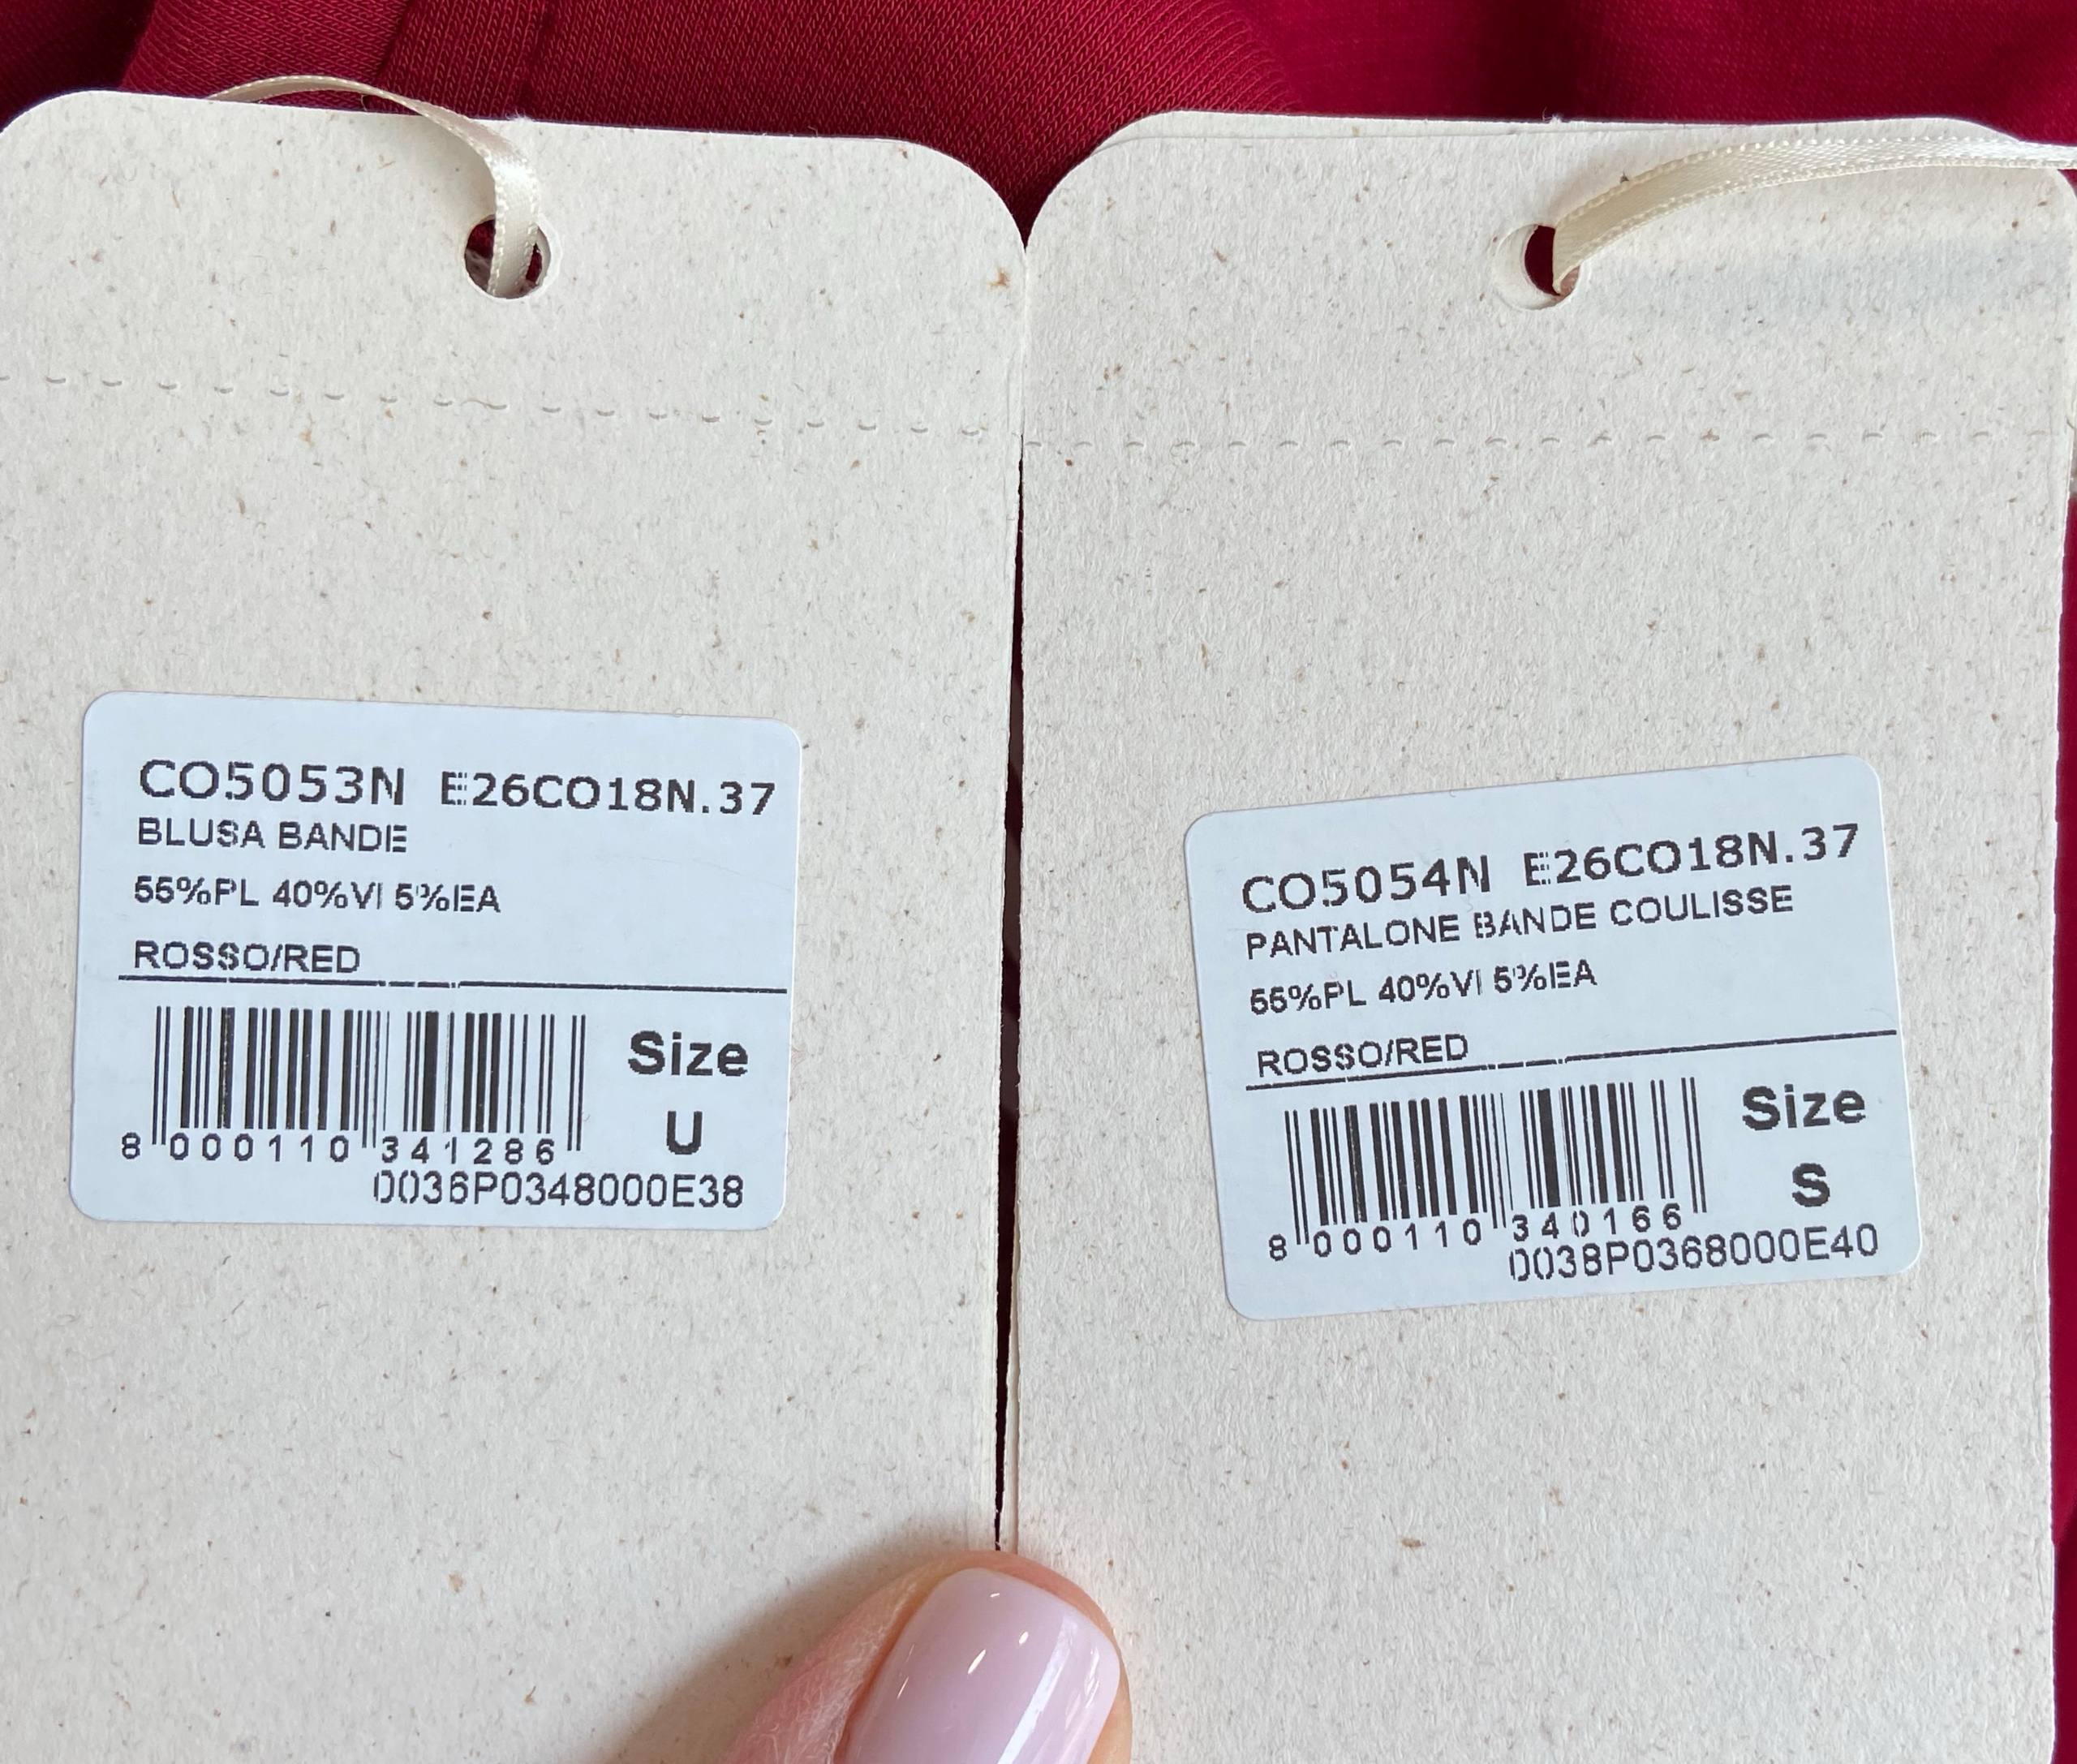 CO5053N E26CO18N.37
BLUSA BANDE
55%PL 40%VI 5%EA
ROSSO/RED
Size
U
8 000110 341286
0036P0348000E38
CO5054N E26CO18N.37
PANTALONE BANDE COULISSE
55%PL 40%VI 5%EA
ROSSO/RED
Size
S
8 000110 340166
0038P0368000E40